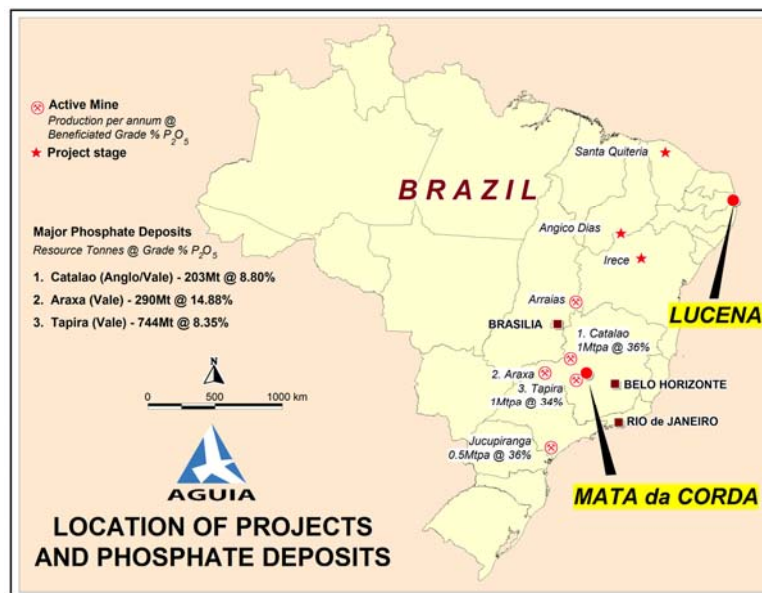 Active Mine
Production per annum @
Beneficiated Grade % P2O5
Project stage
Major Phosphate Deposits
Resource Tonnes @ Grade % P2O5
1. Catalao (Anglo/Vale) - 203Mt @ 8.80%
2. Araxa (Vale) - 290Mt @ 14.88%
3. Tapira (Vale) - 744Mt @ 8.35%
N
0 500 1000 km
AGUIA
LOCATION OF PROJECTS
AND PHOSPHATE DEPOSITS
BRAZIL
Santa Quiteria
Angico Dias
Irece
LUCENA
Arraias
BRASILIA
1. Catalao
1Mtpa @ 36%
2. Araxa
3. Tapira
1Mtpa @ 34%
BELO HORIZONTE
RIO de JANEIRO
Jucupiranga
0.5Mtpa @ 36%
MATA da CORDA